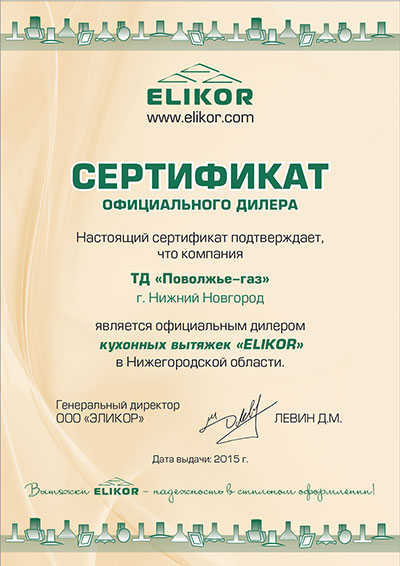 ELIKOR
www.elikor.com
СЕРТИФИКАТ
ОФИЦИАЛЬНОГО ДИЛЕРА
Настоящий сертификат подтверждает,
что компания
ТД «Поволжье-газ»
г. Нижний Новгород
является официальным дилером
кухонных вытяжек «ELIKOR»
в Нижегородской области.
Генеральный директор
ООО «ЭЛИКОР»
ЛЕВИН Д.М.
Дата выдачи: 2015 г.
Вытяжки ELIKOR – надежность в стильном оформлении!